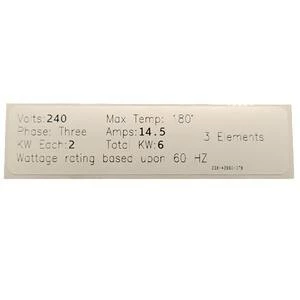 Volts:240 Max Temp: 180°
Phase: Three Amps:14.5
3 Elements
KW Each:2 Total KW:6
Wattage rating based upon 60 HZ